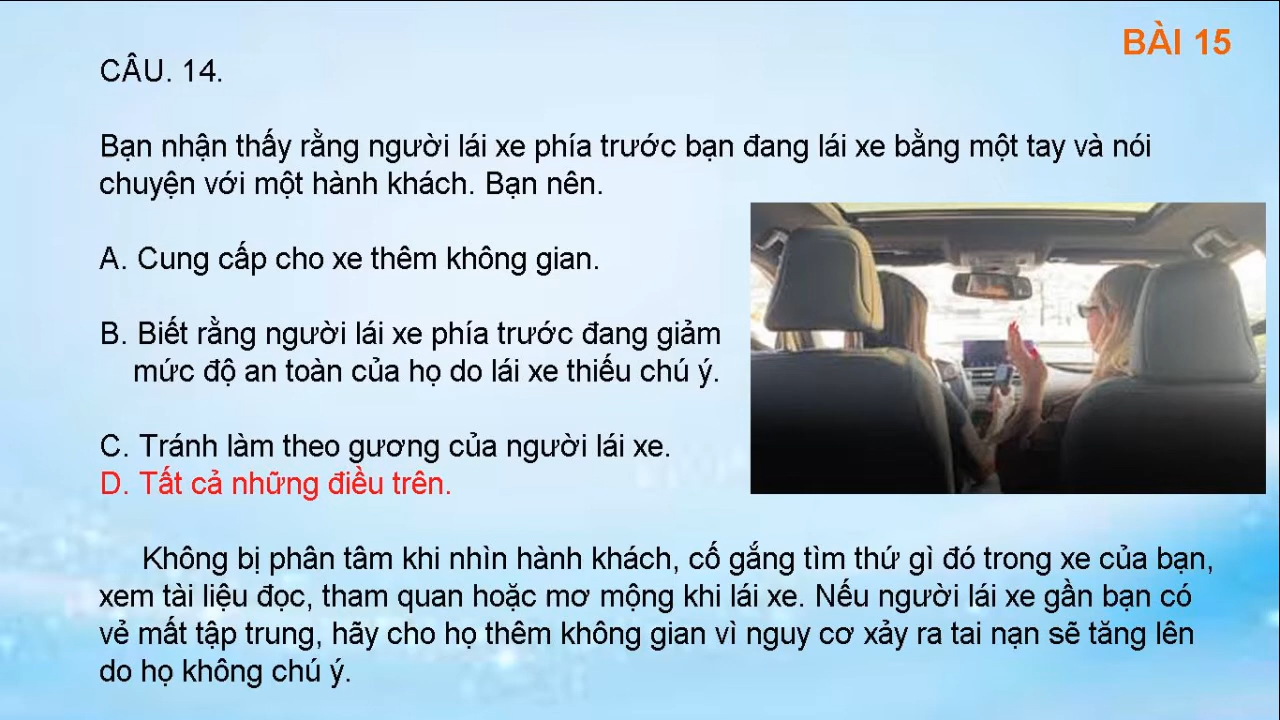 BÀI 15
CÂU. 14.
Bạn nhận thấy rằng người lái xe phía trước bạn đang lái xe bằng một tay và nói
chuyện với một hành khách. Bạn nên.
A. Cung cấp cho xe thêm không gian.
B. Biết rằng người lái xe phía trước đang giảm
mức độ an toàn của họ do lái xe thiếu chú ý.
C. Tránh làm theo gương của người lái xe.
D. Tất cả những điều trên.
Không bị phân tâm khi nhìn hành khách, cố gắng tìm thứ gì đó trong xe của bạn,
xem tài liệu đọc, tham quan hoặc mơ mộng khi lái xe. Nếu người lái xe gần bạn có
vẻ mất tập trung, hãy cho họ thêm không gian vì nguy cơ xảy ra tai nạn sẽ tăng lên
do họ không chú ý.